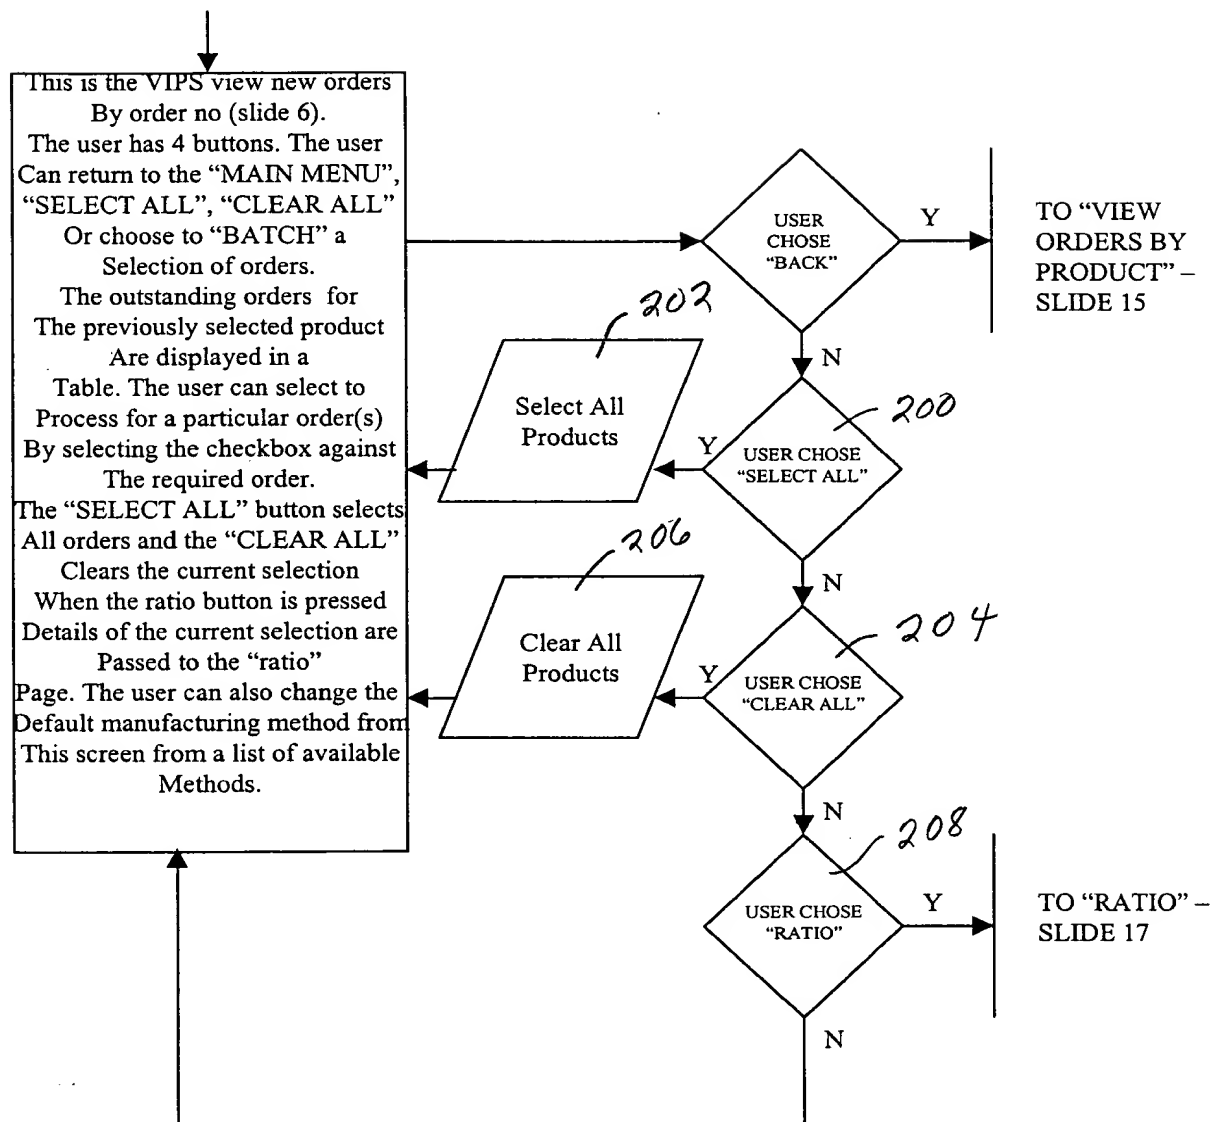 This is the VIPS view new orders
By order no (slide 6).
The user has 4 buttons. The user
Can return to the “MAIN MENU”,
“SELECT ALL”, “CLEAR ALL”
Or choose to “BATCH” a
Selection of orders.
The outstanding orders for
The previously selected product
Are displayed in a
Table. The user can select to
Process for a particular order(s)
By selecting the checkbox against
The required order.
The “SELECT ALL” button selects
All orders and the “CLEAR ALL”
Clears the current selection
When the ratio button is pressed
Details of the current selection are
Passed to the “ratio”
Page. The user can also change the
Default manufacturing method from
This screen from a list of available
Methods.
USER
CHOSE
“BACK”
Y
TO “VIEW
ORDERS BY
PRODUCT” –
SLIDE 15
N
202
Select All
Products
Y
200
USER CHOSE
“SELECT ALL”
N
206
Clear All
Products
Y
204
USER CHOSE
“CLEAR ALL”
N
208
USER CHOSE
“RATIO”
Y
TO “RATIO” –
SLIDE 17
N